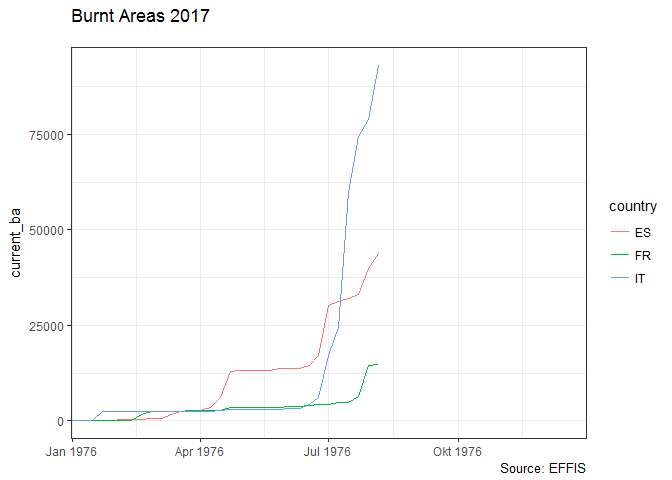 Burnt Areas 2017
current_ba
75000
50000
25000
0
Jan 1976 Apr 1976 Jul 1976 Okt 1976
country
ES
FR
IT
Source: EFFIS